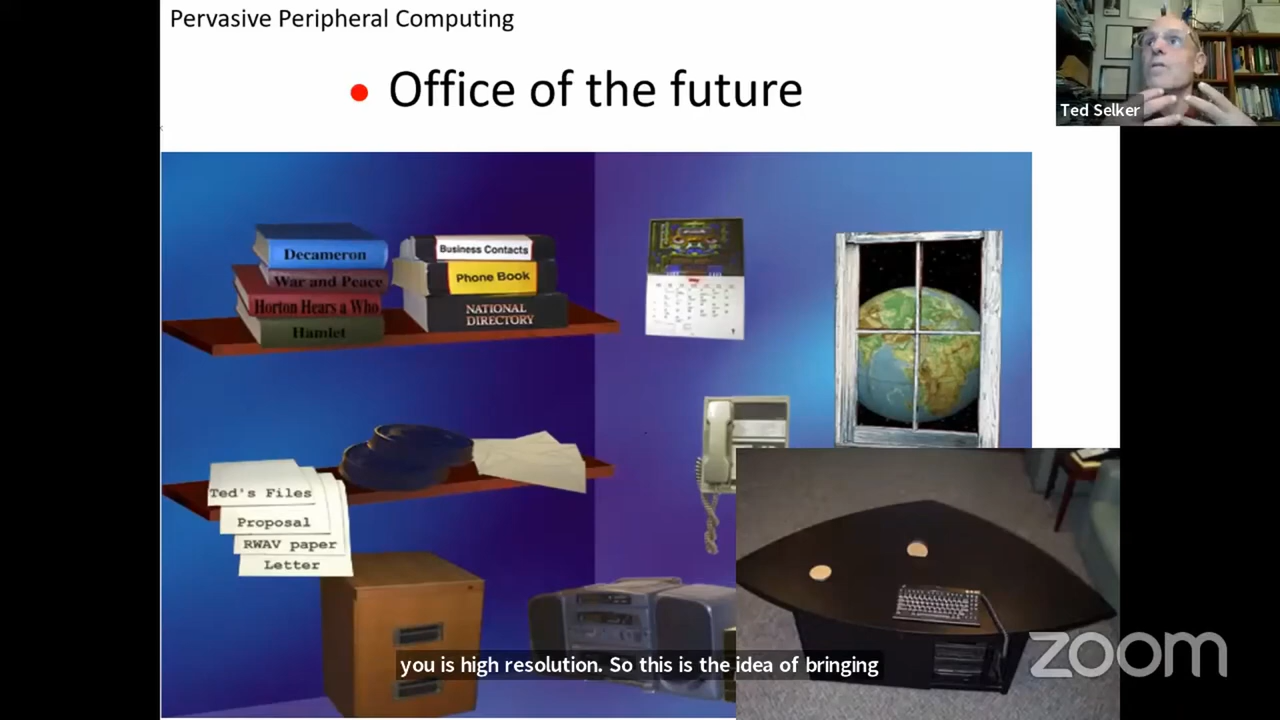 Pervasive Peripheral Computing
• Office of the future
Ted Selker
Decameron
War and Peace
Horton Hears a Who
Hamlet
Business Contacts
Phone Book
NATIONAL
DIRECTORY
Ted's Files
Proposal
RWAV paper
Letter
you is high resolution. So this is the idea of bringing
zoom